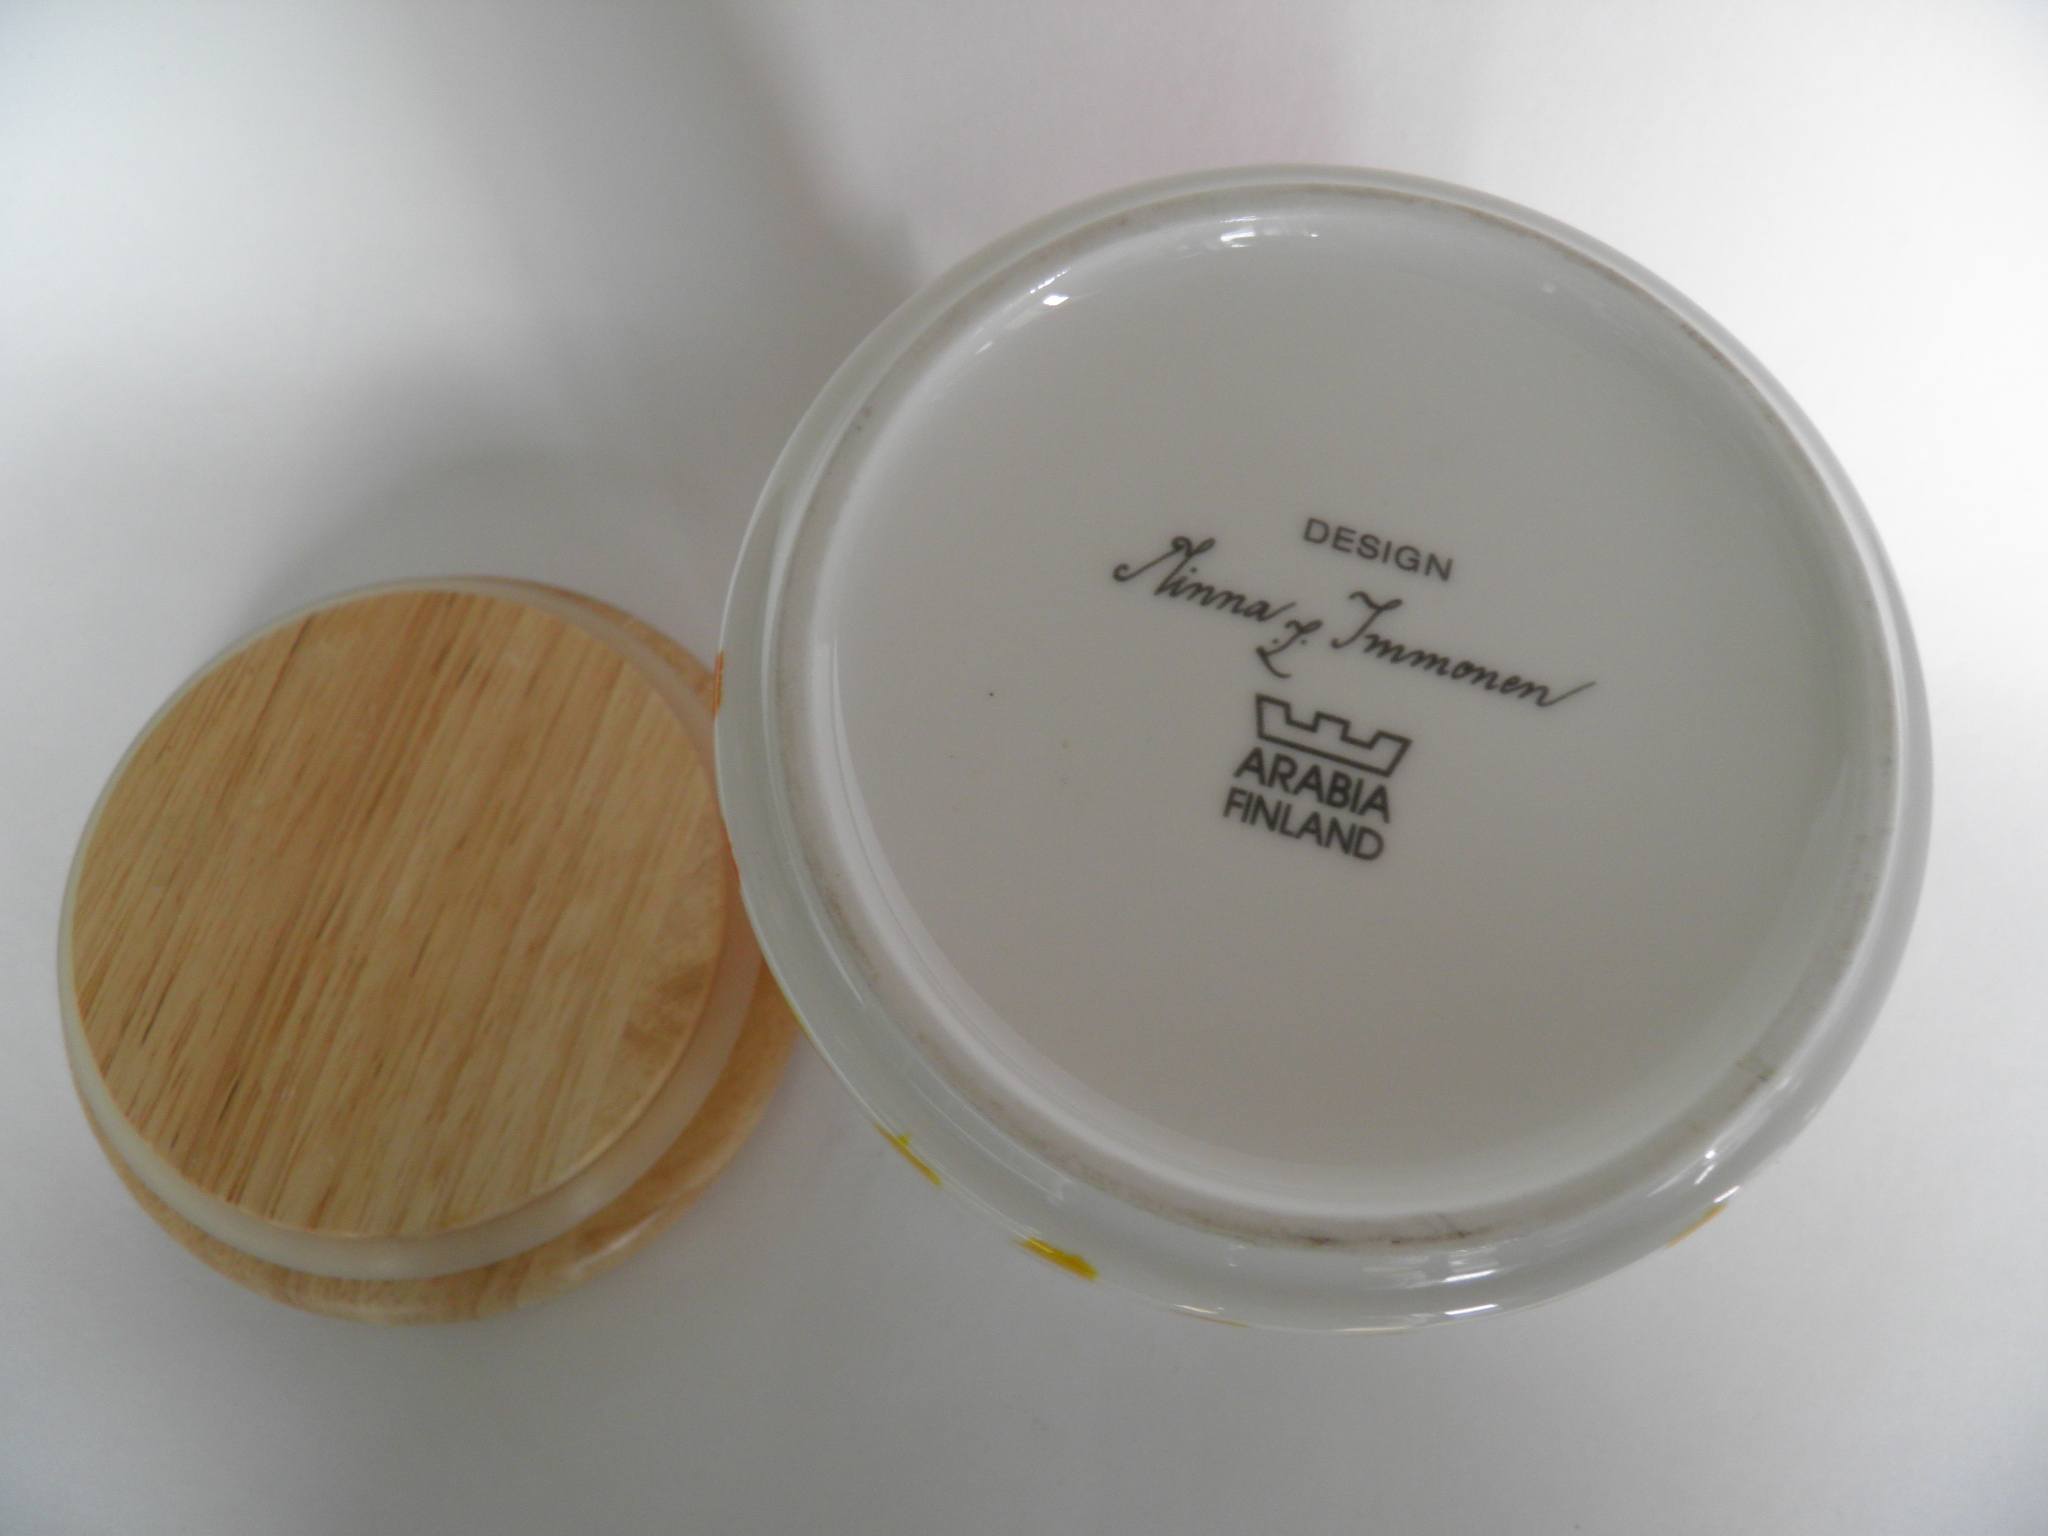 DESIGN
Minna L. Immonen
ARABIA
FINLAND